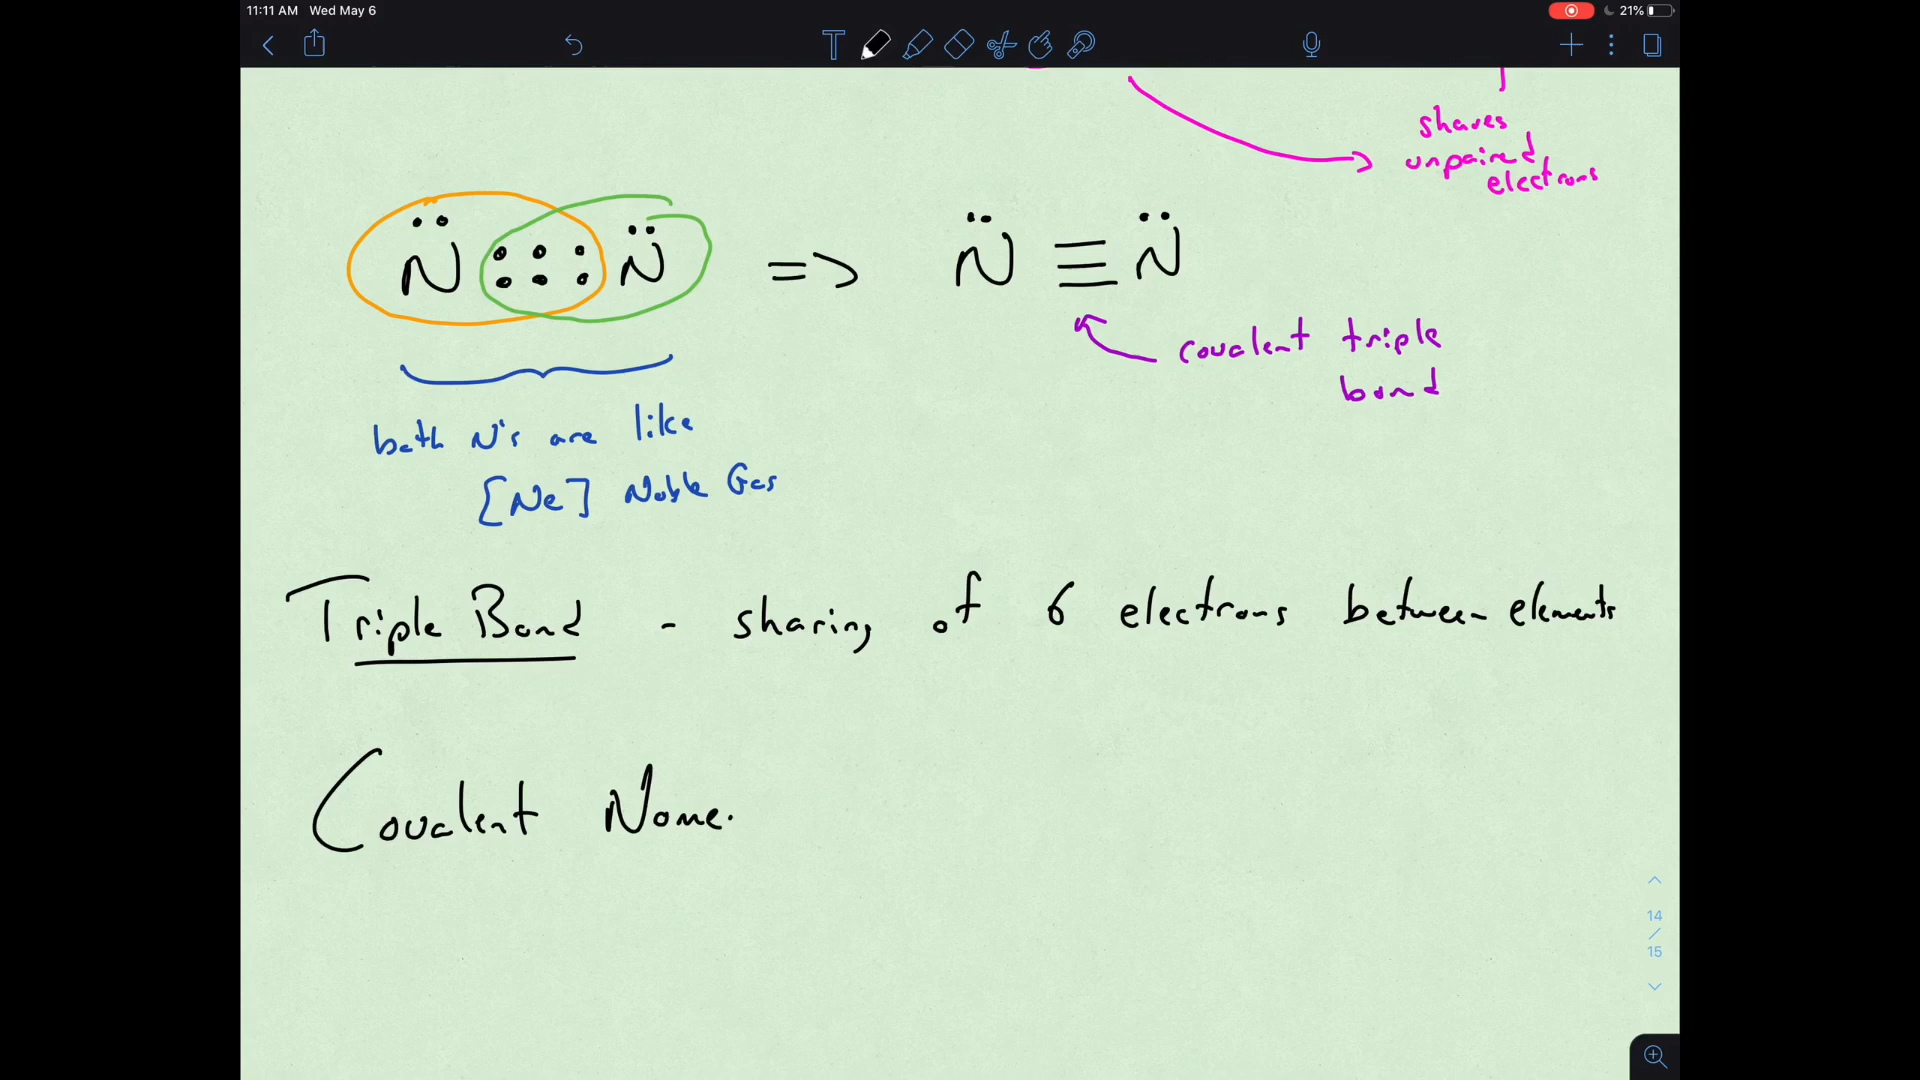 11:11 AM Wed May 6
21%
T
shares
unpaired
electrons
N N => N ≡ N
covalent triple
bond
both N's are like
[Ne] Noble Gas
Triple Bond - sharing of 6 electrons between elements
Covalent Name.
14
/
15